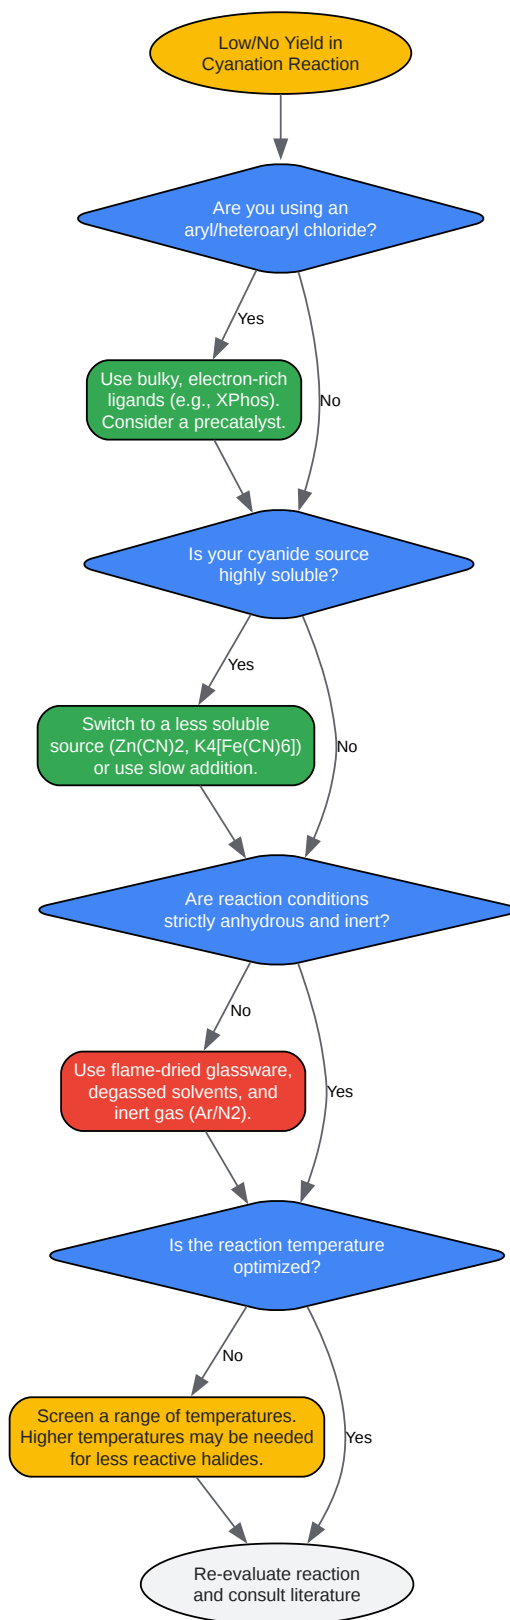 Low/No Yield in
Cyanation Reaction
Are you using an
aryl/heteroaryl chloride?
Yes
Use bulky, electron-rich
ligands (e.g., XPhos).
Consider a precatalyst.
No
Is your cyanide source
highly soluble?
Yes
Switch to a less soluble
source (Zn(CN)2, K4[Fe(CN)6])
or use slow addition.
No
Are reaction conditions
strictly anhydrous and inert?
No
Use flame-dried glassware,
degassed solvents, and
inert gas (Ar/N2).
Yes
Is the reaction temperature
optimized?
No
Screen a range of temperatures.
Higher temperatures may be needed
for less reactive halides.
Yes
Re-evaluate reaction
and consult literature